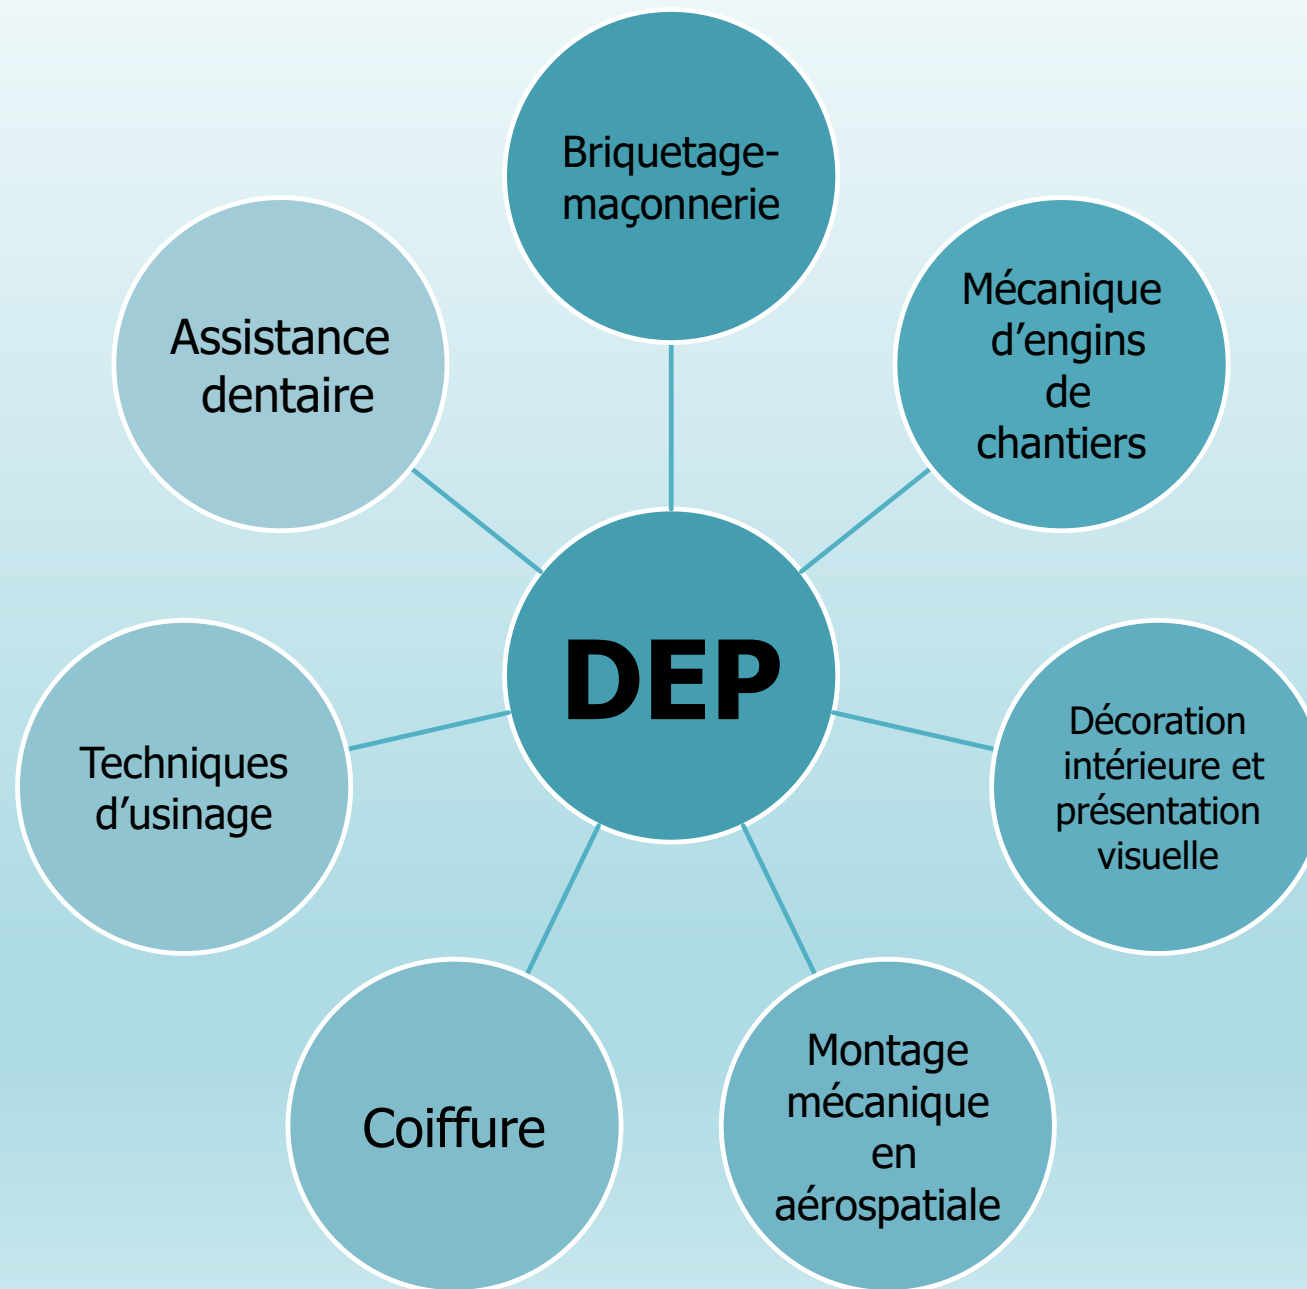 Briquetage-
maçonnerie
Mécanique
d’engins
de
chantiers
Assistance
dentaire
DEP
Décoration
intérieure et
présentation
visuelle
Techniques
d’usinage
Montage
mécanique
en
aérospatiale
Coiffure